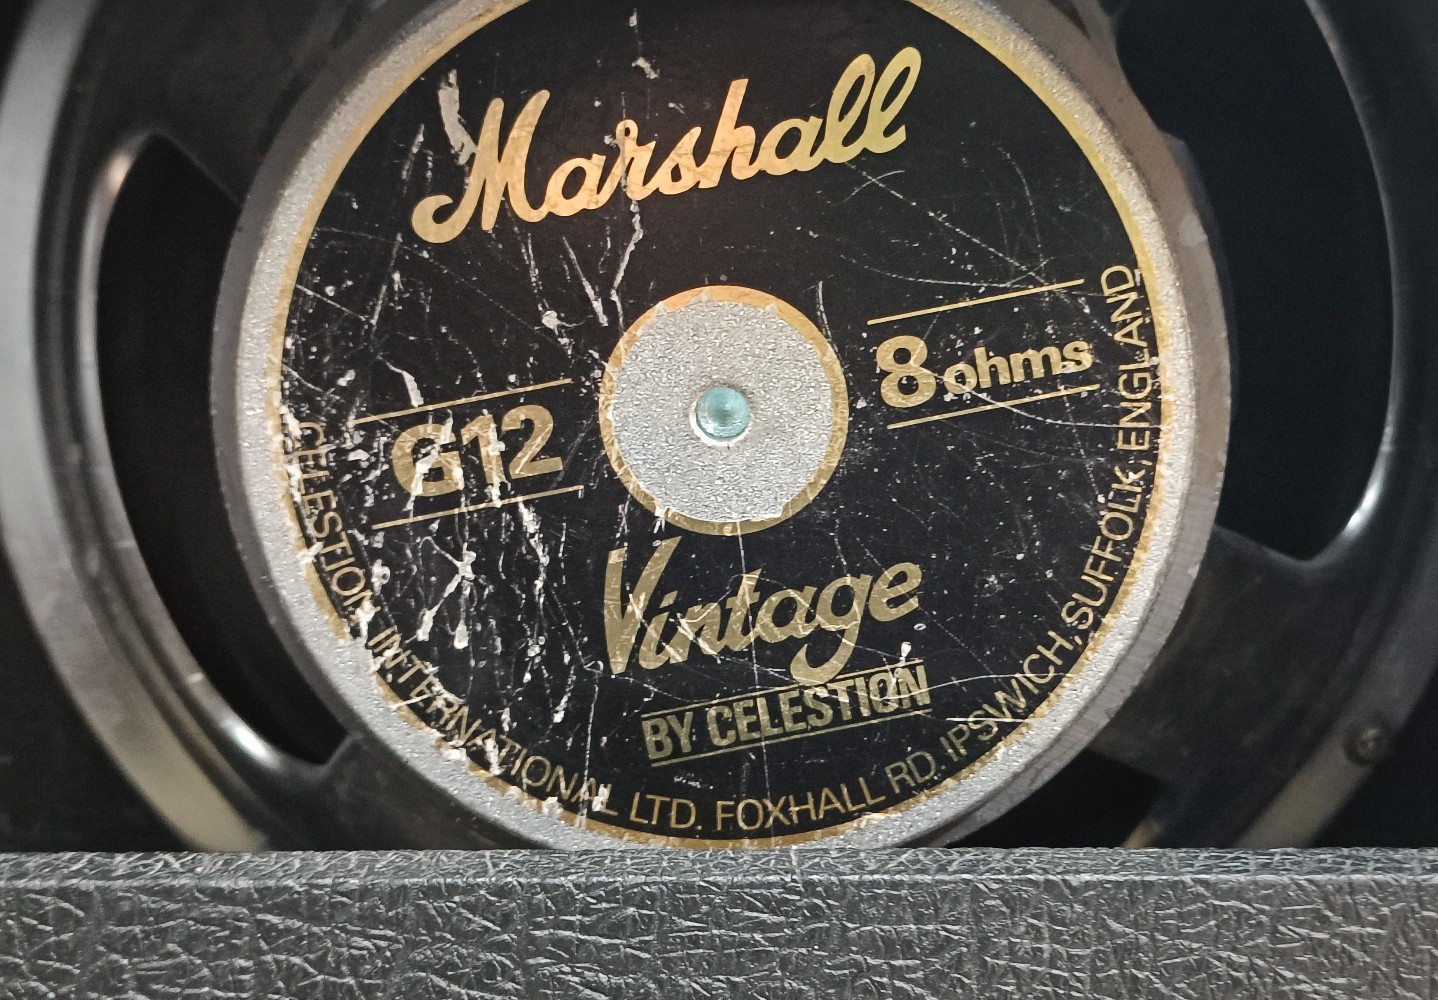 Marshall
G12
8 ohms
Vintage
BY CELESTION
CELESTION INTERNATIONAL LTD. FOXHALL RD. IPSWICH, SUFFOLK, ENGLAND